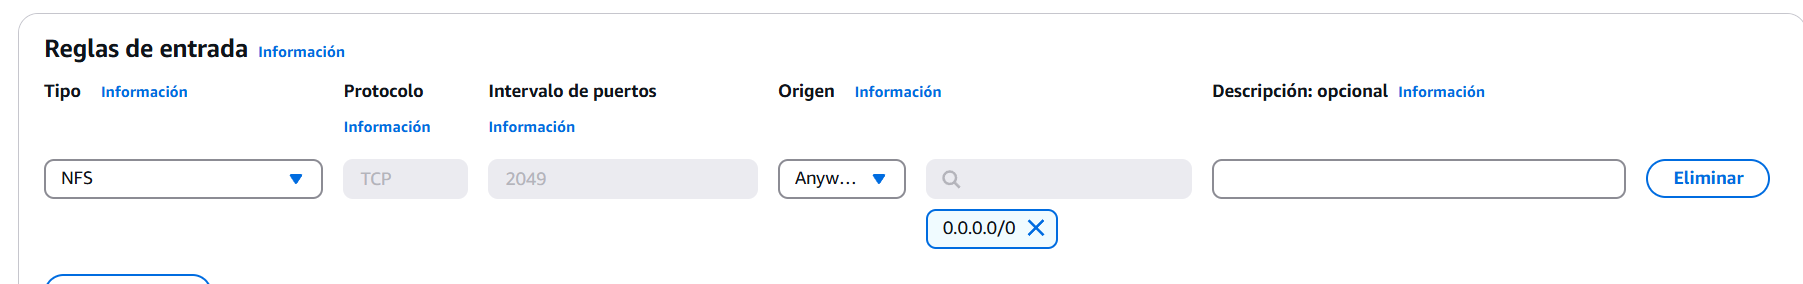 Reglas de entrada Información
Tipo Información Protocolo Intervalo de puertos Origen Información Descripción: opcional Información
Información Información
NFS TCP 2049 Anyw... Eliminar
0.0.0.0/0